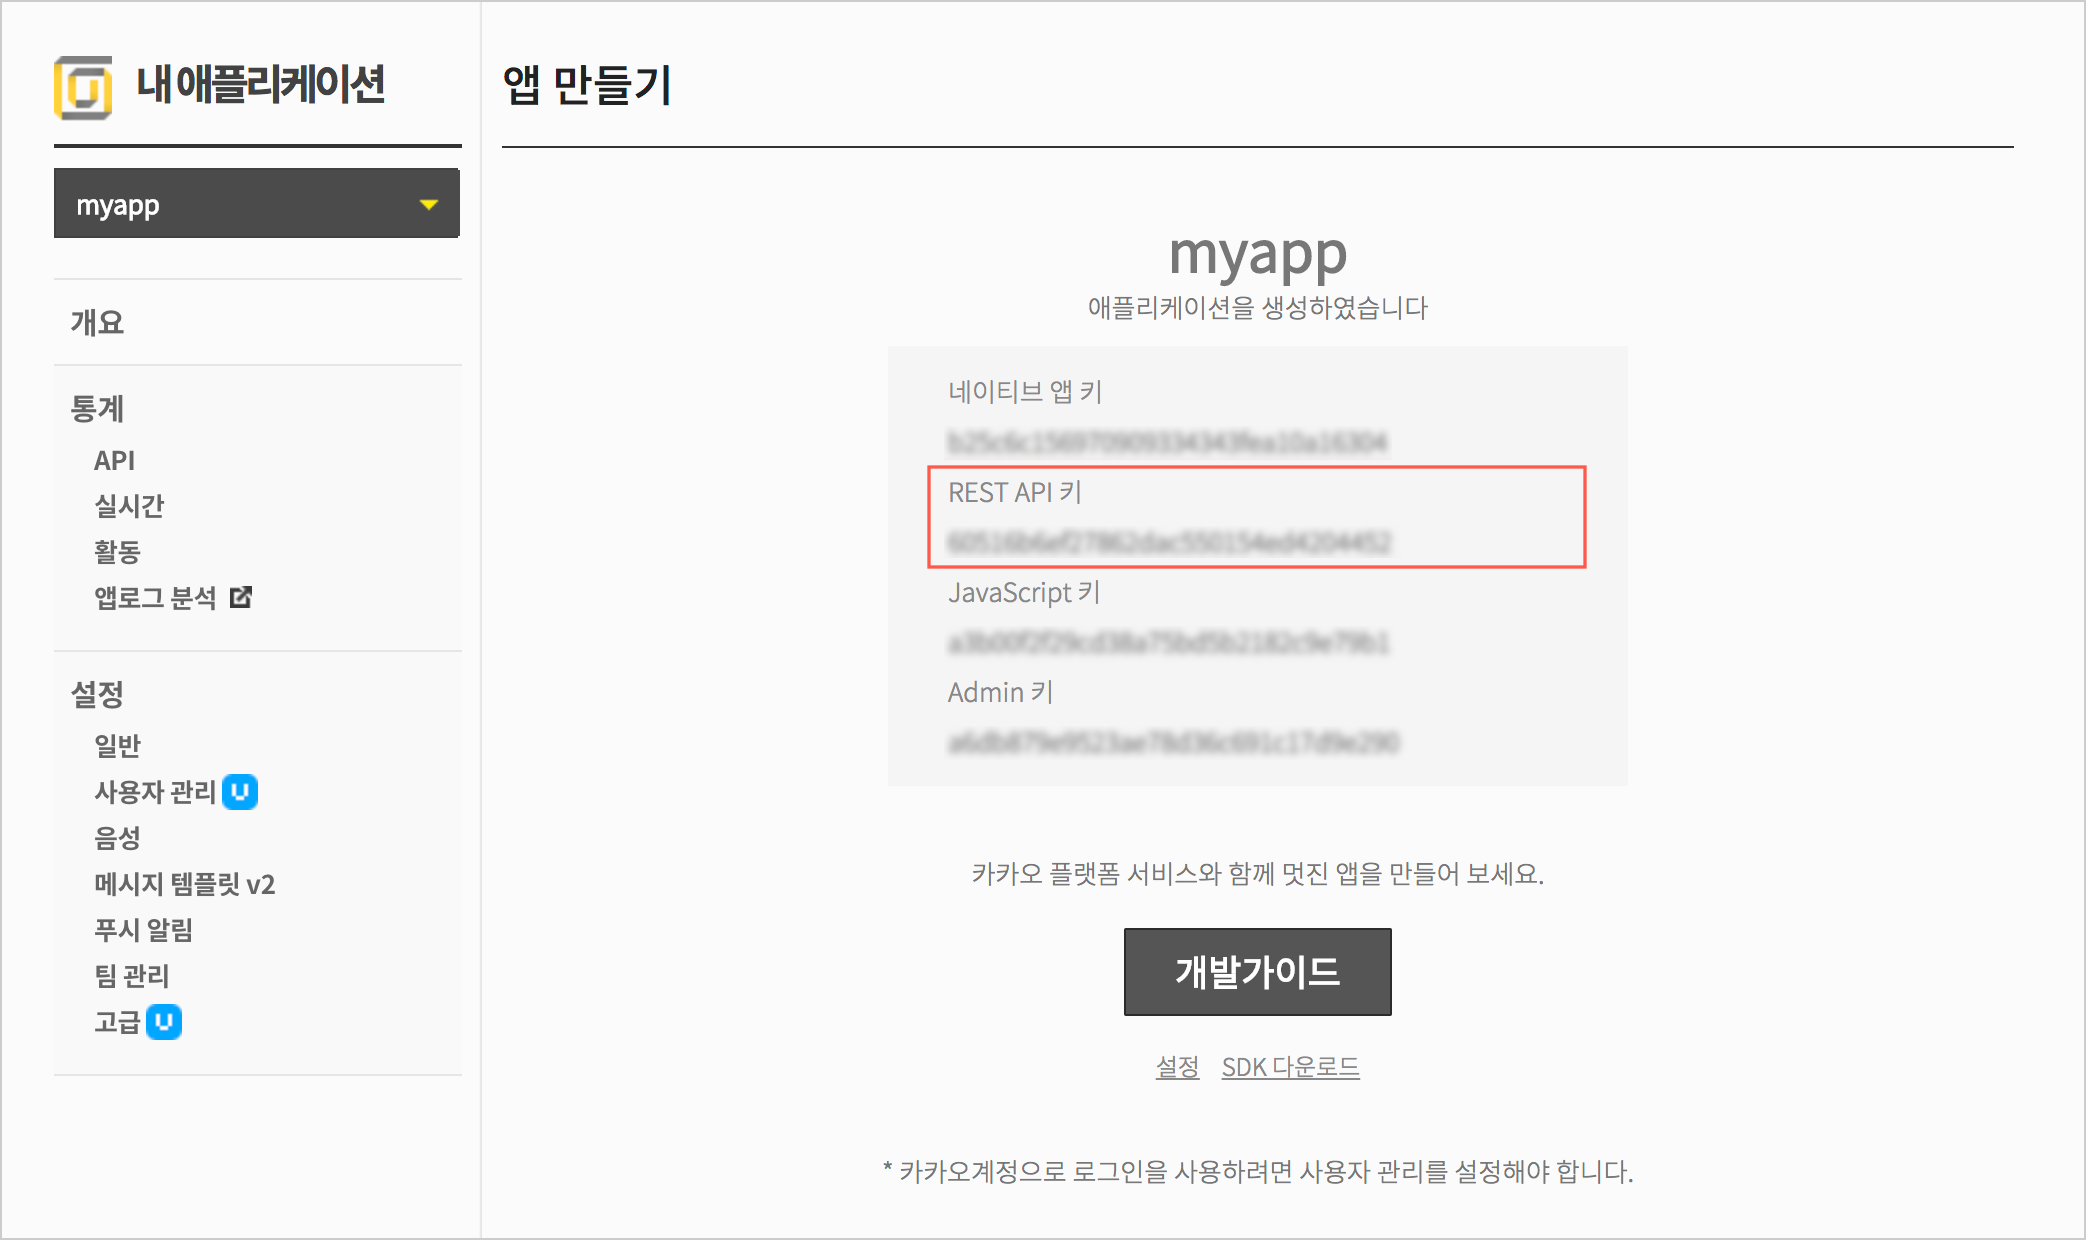 내 애플리케이션
myapp
개요
통계
API
실시간
활동
앱로그 분석
설정
일반
사용자 관리
음성
메시지 템플릿 v2
푸시 알림
팀 관리
고급
앱 만들기
myapp
애플리케이션을 생성하였습니다
네이티브 앱 키
REST API 키
JavaScript 키
Admin 키
카카오 플랫폼 서비스와 함께 멋진 앱을 만들어 보세요.
개발가이드
설정 SDK 다운로드
* 카카오계정으로 로그인을 사용하려면 사용자 관리를 설정해야 합니다.